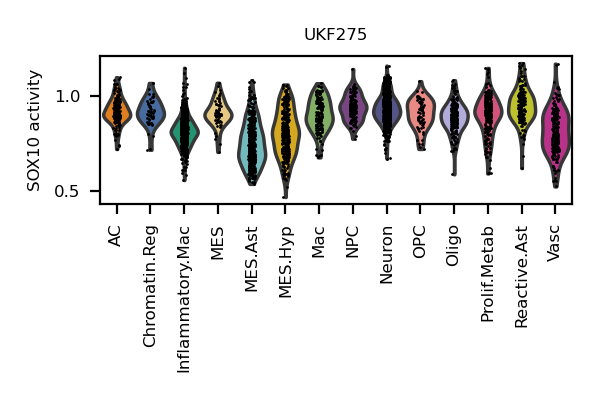 UKF275
SOX10 activity
1.0
0.5
AC
Chromatin.Reg
Inflammatory.Mac
MES
MES.Ast
MES.Hyp
Mac
NPC
Neuron
OPC
Oligo
Prolif.Metab
Reactive.Ast
Vasc